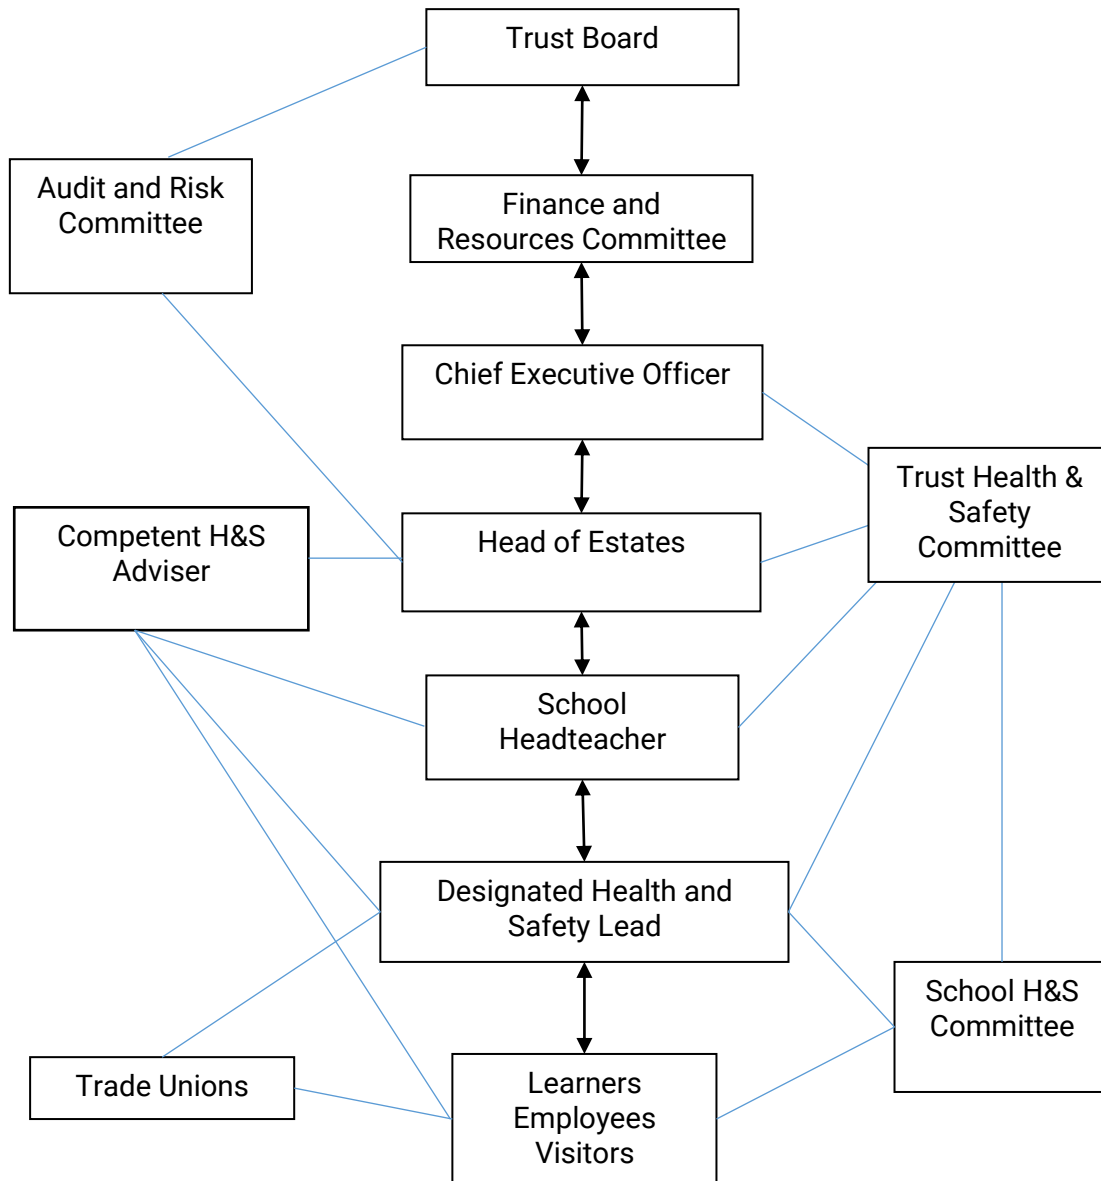 Trust Board
Audit and Risk
Committee
Finance and
Resources Committee
Chief Executive Officer
Trust Health &
Safety
Committee
Competent H&S
Adviser
Head of Estates
School
Headteacher
Designated Health and
Safety Lead
School H&S
Committee
Trade Unions
Learners
Employees
Visitors